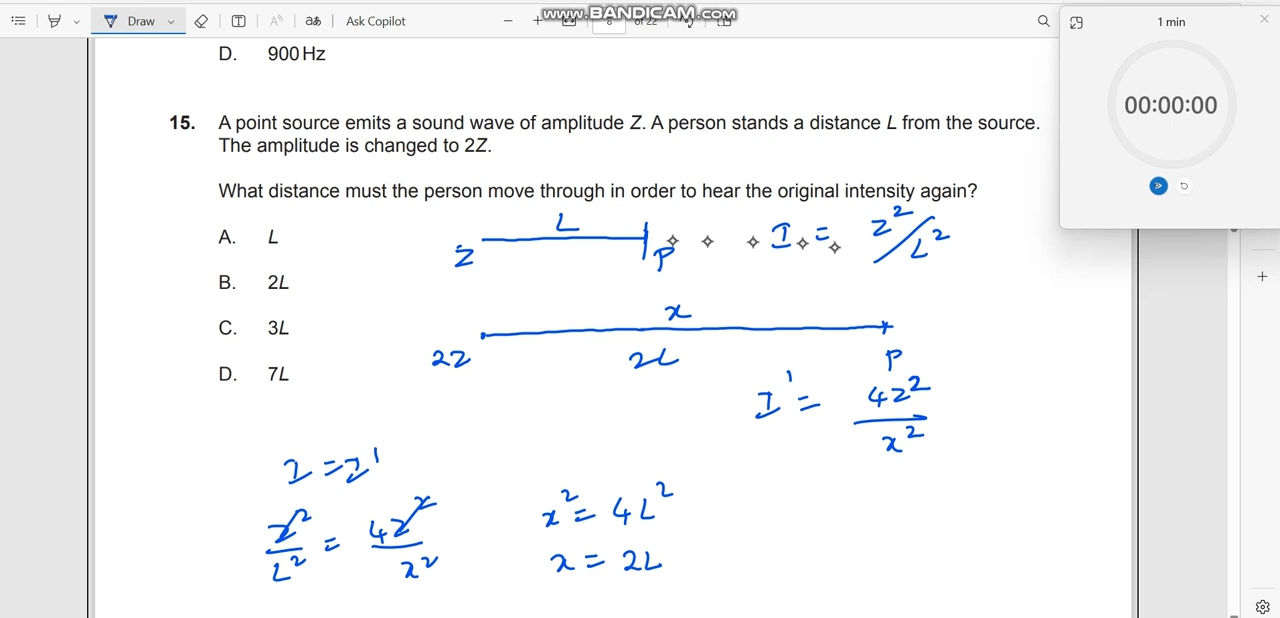 Draw
Ask Copilot
WWW.BANDICAM.COM
8 of 22
1 min
00:00:00
D. 900 Hz
15. A point source emits a sound wave of amplitude Z. A person stands a distance L from the source.
The amplitude is changed to 2Z.
What distance must the person move through in order to hear the original intensity again?
A. L
B. 2L
C. 3L
D. 7L
L
Z P
I = Z²/L²
x
2Z 2L P
I' = 4Z²/x²
I = I'
Z²/L² = 4Z²/x²
x² = 4L²
x = 2L